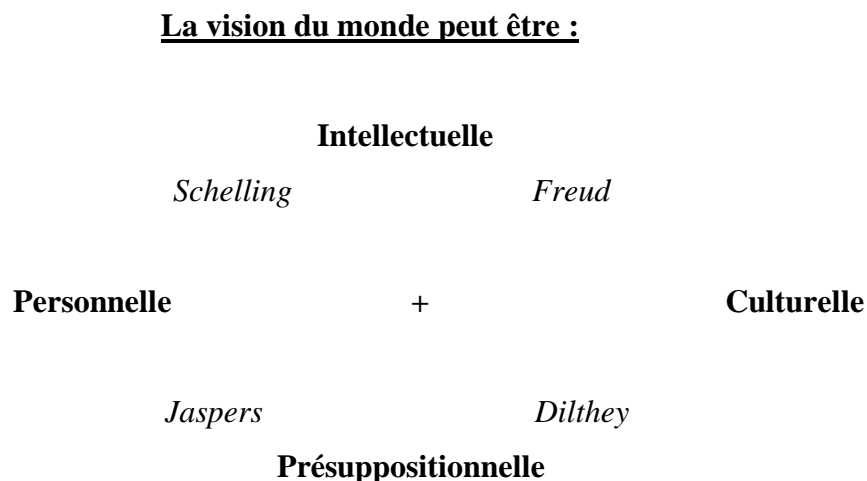 La vision du monde peut être :
Intellectuelle
Schelling Freud
Personnelle + Culturelle
Jaspers Dilthey
Présuppositionnelle